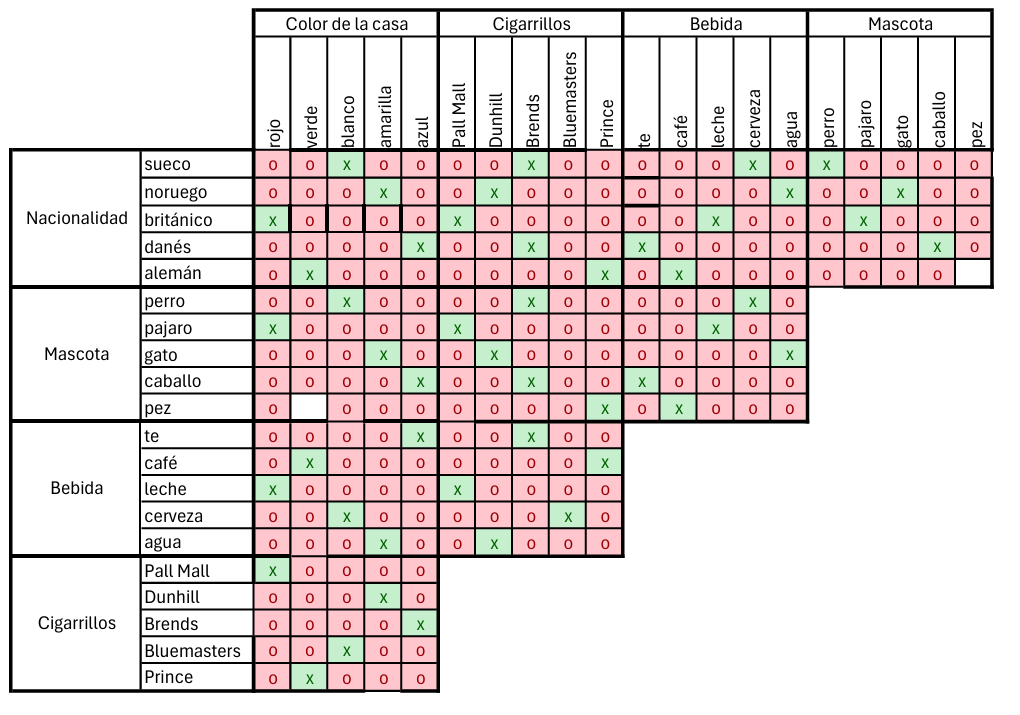 Color de la casa Cigarrillos Bebida Mascota
rojo verde blanco amarilla azul Pall Mall Dunhill Brends Bluemasters Prince te café leche cerveza agua perro pajaro gato caballo pez
Nacionalidad
sueco o o x o o o o x o o o o o x o x o o o o
noruego o o o x o o x o o o o o o o x o o x o o
británico x o o o o x o o o o o o x o o o x o o o
danés o o o o x o o x o o x o o o o o o o x o
alemán o x o o o o o o o x o x o o o o o o o
Mascota
perro o o x o o o o x o o o o o x o
pajaro x o o o o x o o o o o o x o o
gato o o o x o o x o o o o o o o x
caballo o o o o x o o x o o x o o o o
pez o o o o o o o o x o x o o o
Bebida
te o o o o x o o x o o
café o x o o o o o o o x
leche x o o o o x o o o o
cerveza o o x o o o o o x o
agua o o o x o o x o o o
Cigarrillos
Pall Mall x o o o o
Dunhill o o o x o
Brends o o o o x
Bluemasters o o x o o
Prince o x o o o